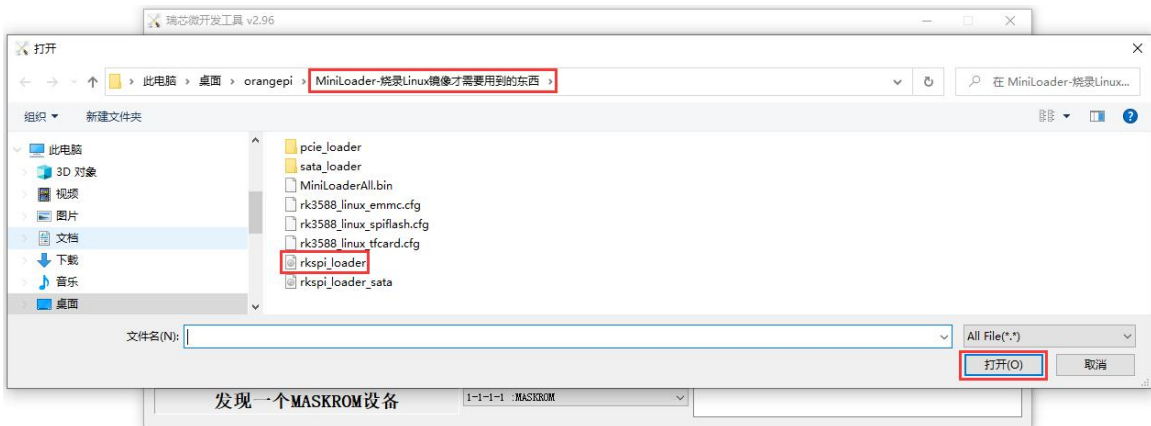 瑞芯微开发工具 v2.96
打开
此电脑 › 桌面 › orangepi › MiniLoader-烧录Linux镜像才需要用到的东西 ›
在 MiniLoader-烧录Linux...
组织 新建文件夹
此电脑
3D 对象
视频
图片
文档
下载
音乐
桌面
pcie_loader
sata_loader
MiniLoaderAll.bin
rk3588_linux_emmc.cfg
rk3588_linux_spiflash.cfg
rk3588_linux_tfcard.cfg
rkspi_loader
rkspi_loader_sata
文件名(N):
All File(*.*)
打开(O) 取消
发现一个MASKROM设备 1-1-1-1 :MASKROM